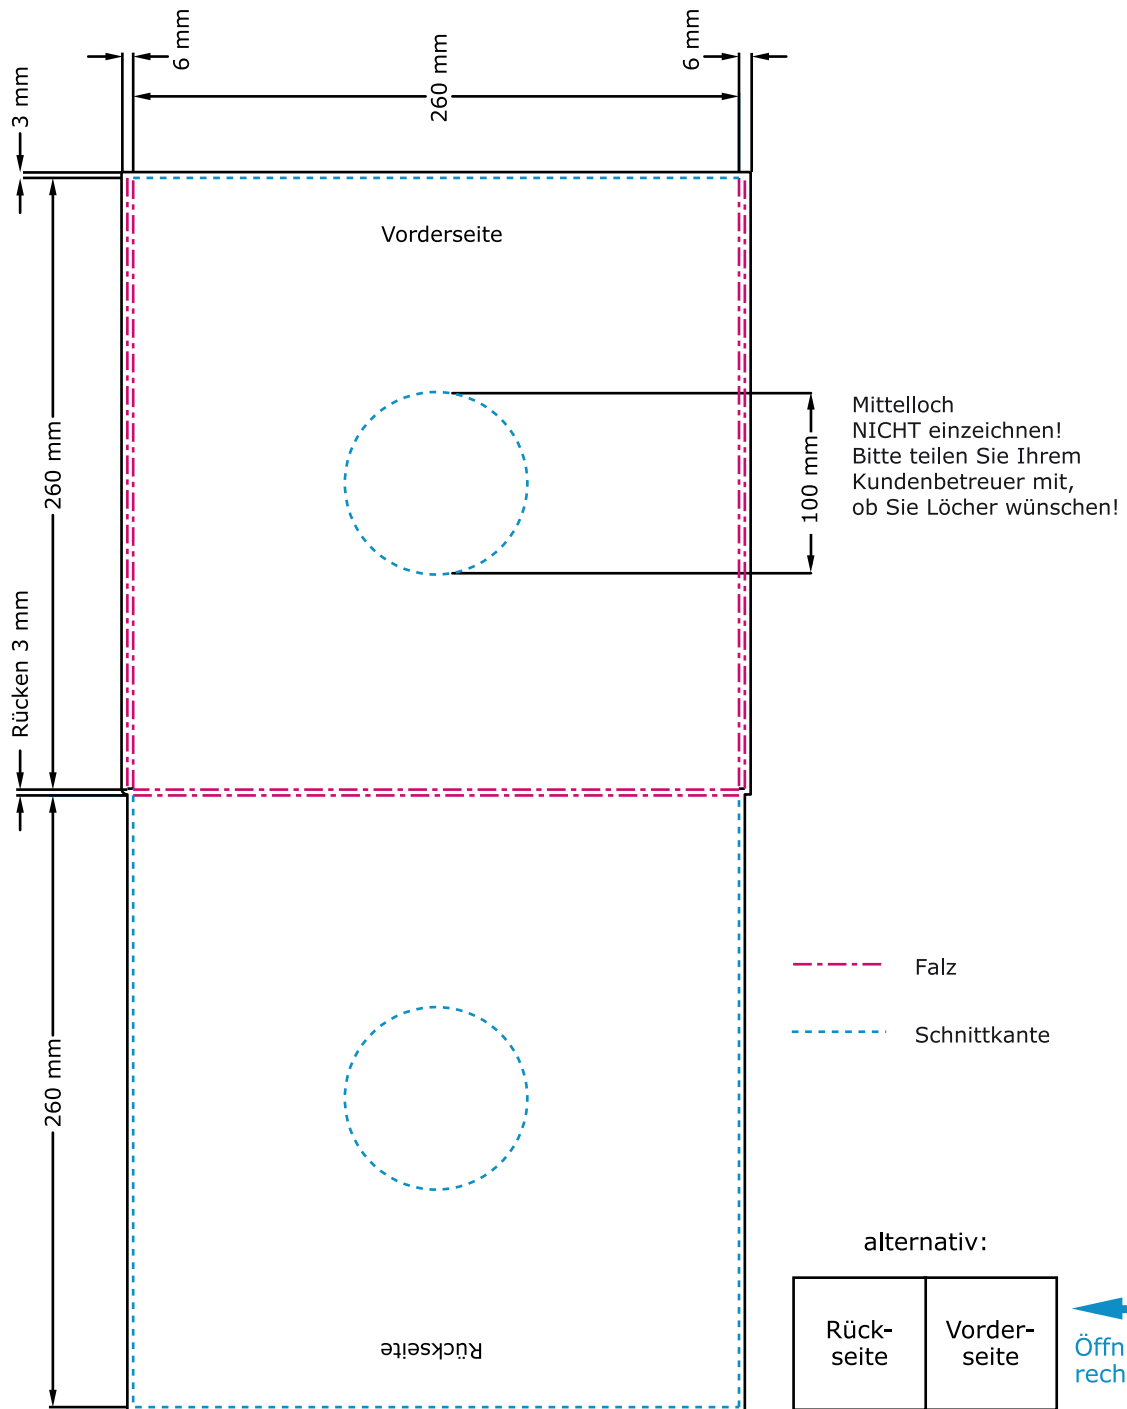 6 mm
6 mm
260 mm
3 mm
Vorderseite
260 mm
100 mm
Mittelloch
NICHT einzeichnen!
Bitte teilen Sie Ihrem
Kundenbetreuer mit,
ob Sie Löcher wünschen!
Rücken 3 mm
Falz
Schnittkante
260 mm
alternativ:
Rück-
seite
Vorder-
seite
Öffn
rech
Rückseite